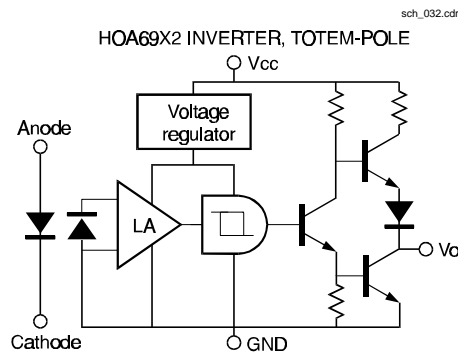 sch_032.cdr
HOA69X2 INVERTER, TOTEM-POLE
Vcc
Voltage
regulator
Anode
LA
Vo
Cathode
GND